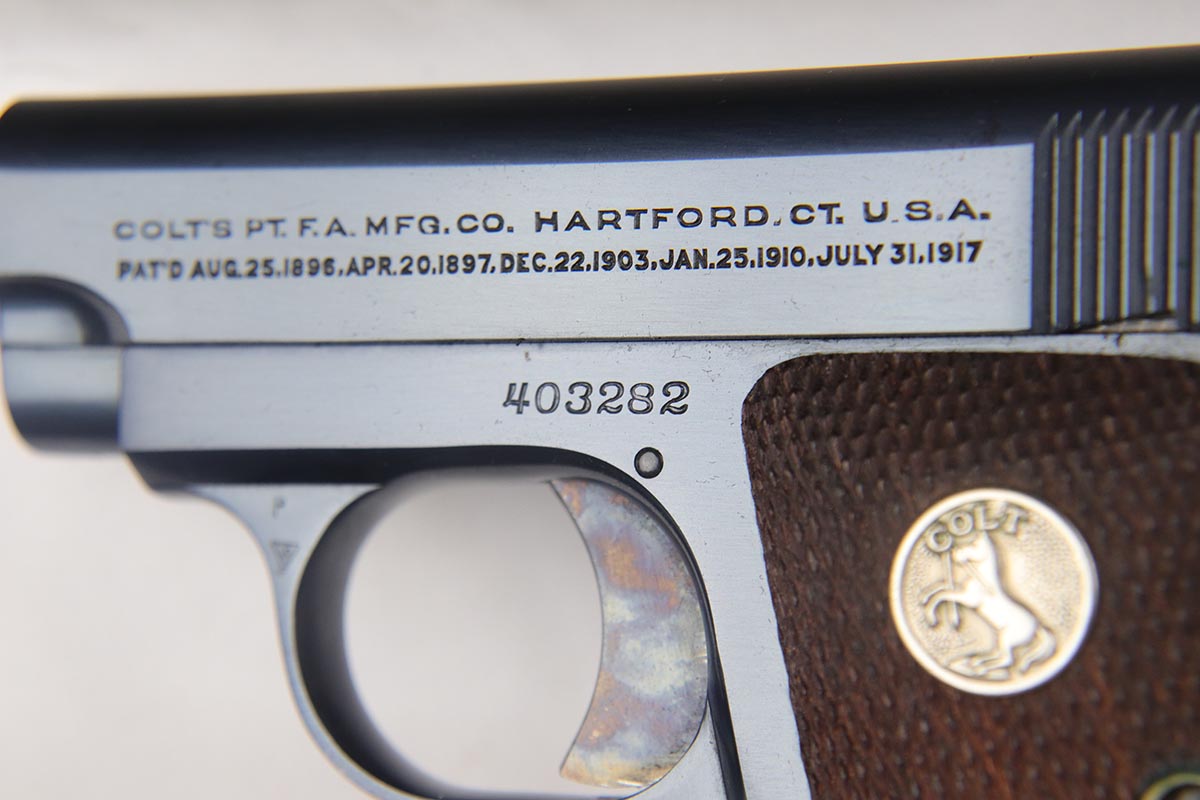 COLT'S PT. F.A. MFG. CO. HARTFORD. CT. U.S.A.
PAT'D AUG. 25.1896. APR. 20.1897. DEC. 22.1903. JAN. 25.1910. JULY 31.1917
403282
P
COLT